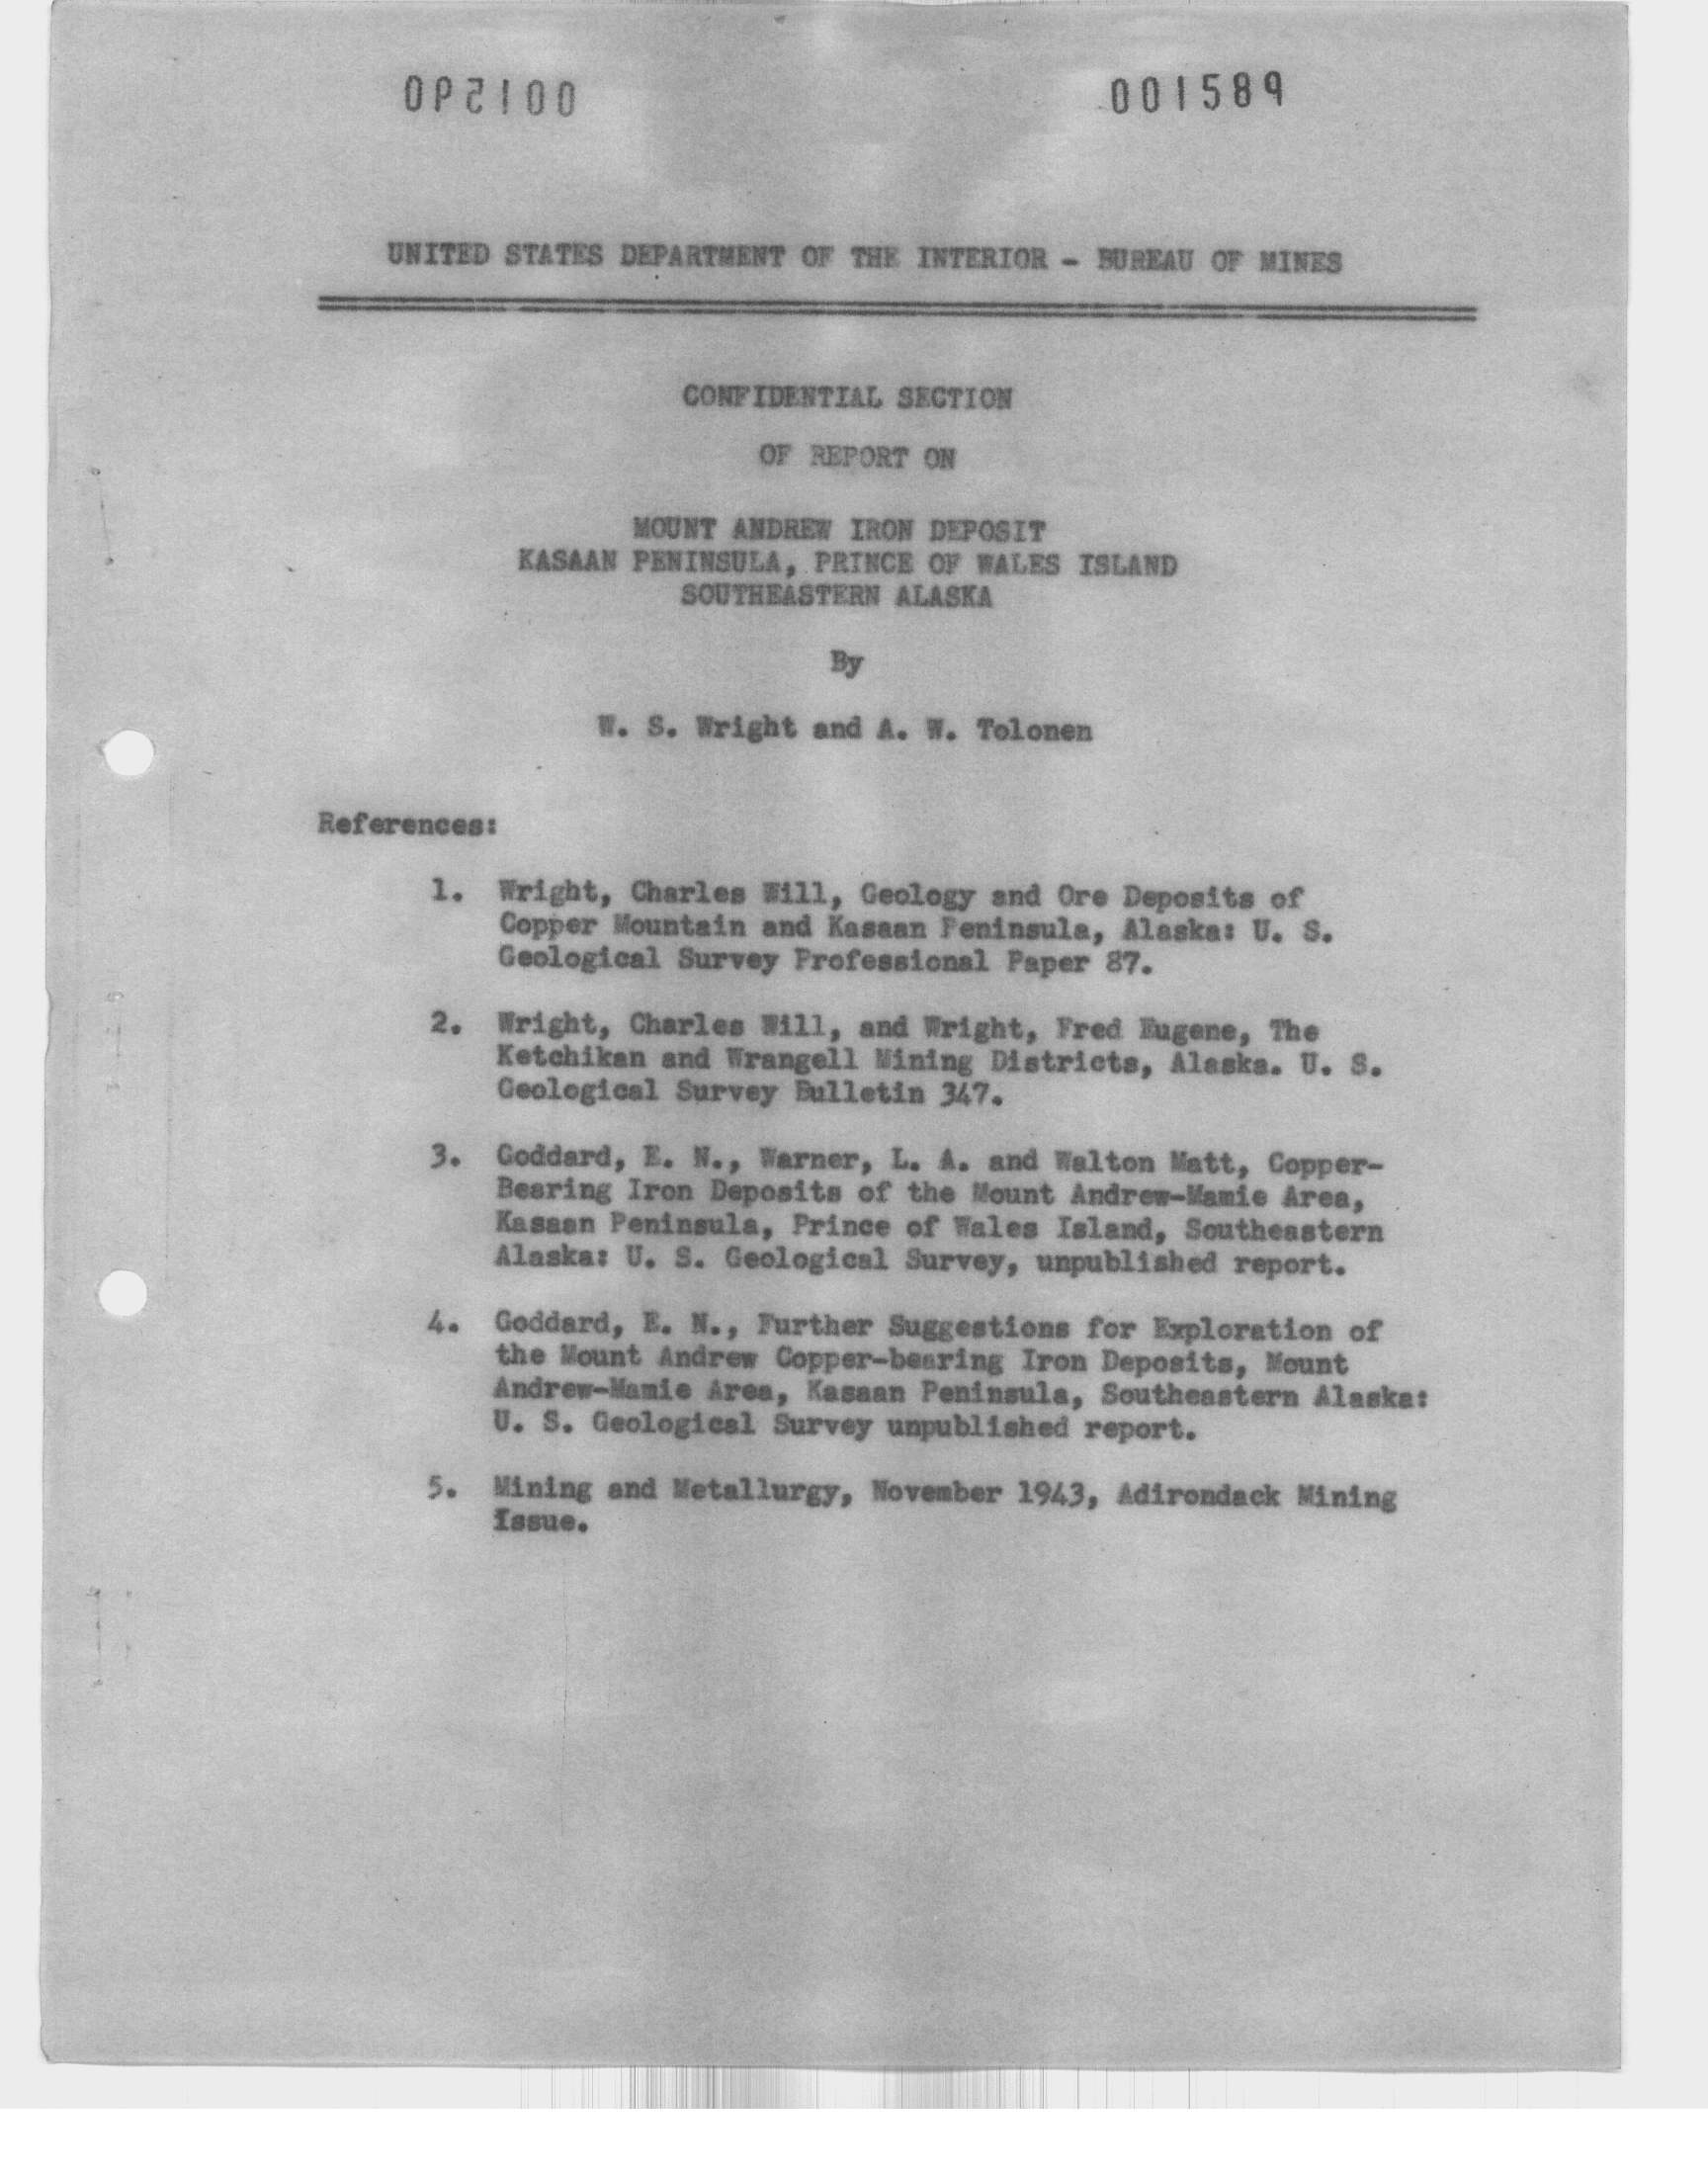 001589
UNITED STATES DEPARTMENT OF THE INTERIOR - BUREAU OF MINES
CONFIDENTIAL SECTION
OF REPORT ON
MOUNT ANDREW IRON DEPOSIT
KASAAN PENINSULA, PRINCE OF WALES ISLAND
SOUTHEASTERN ALASKA
By
W. S. Wright and A. W. Tolonen
References:
1. Wright, Charles Will, Geology and Ore Deposits of
Copper Mountain and Kasaan Peninsula, Alaska: U. S.
Geological Survey Professional Paper 87.
2. Wright, Charles Will, and Wright, Fred Eugene, The
Ketchikan and Wrangell Mining Districts, Alaska. U. S.
Geological Survey Bulletin 347.
3. Goddard, E. N., Warner, L. A. and Walton Matt, Copper-
Bearing Iron Deposits of the Mount Andrew-Mamie Area,
Kasaan Peninsula, Prince of Wales Island, Southeastern
Alaska: U. S. Geological Survey, unpublished report.
4. Goddard, E. N., Further Suggestions for Exploration of
the Mount Andrew Copper-bearing Iron Deposits, Mount
Andrew-Mamie Area, Kasaan Peninsula, Southeastern Alaska:
U. S. Geological Survey unpublished report.
5. Mining and Metallurgy, November 1943, Adirondack Mining
Issue.